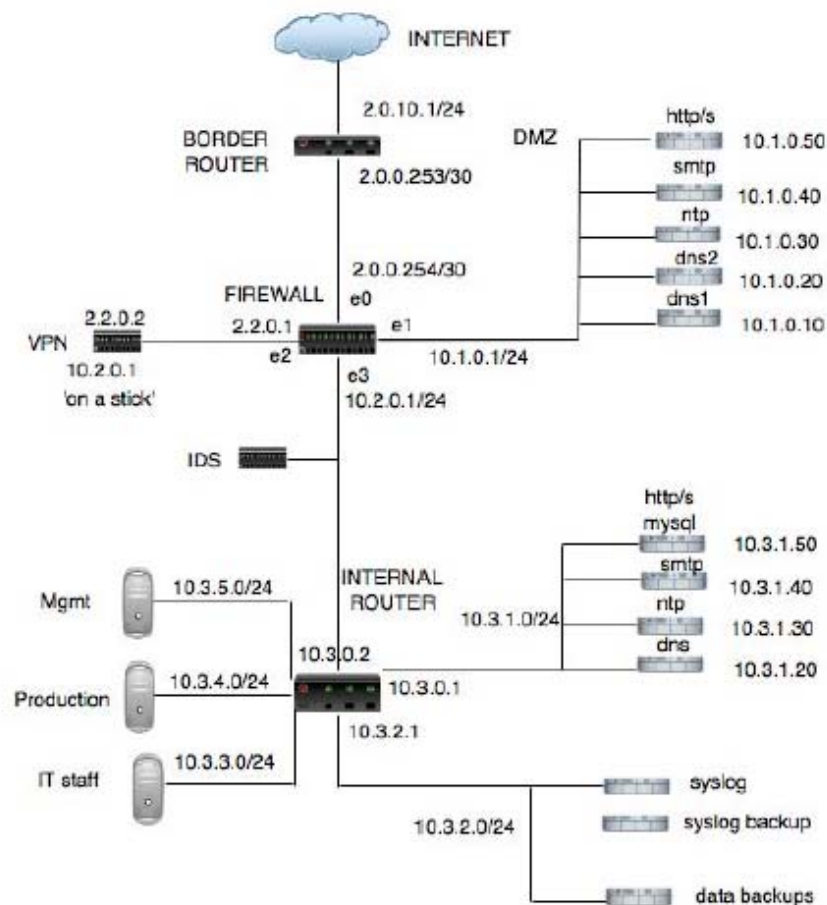 INTERNET
2.0.10.1/24
BORDER
ROUTER
2.0.0.253/30
DMZ
http/s
10.1.0.50
smtp
10.1.0.40
ntp
10.1.0.30
dns2
10.1.0.20
dns1
10.1.0.10
2.0.0.254/30
FIREWALL
e0
e1
2.2.0.2
2.2.0.1
VPN
e2
10.1.0.1/24
10.2.0.1
'on a stick'
e3
10.2.0.1/24
IDS
http/s
mysql
10.3.1.50
smtp
10.3.1.40
ntp
10.3.1.30
dns
10.3.1.20
10.3.1.0/24
INTERNAL
ROUTER
Mgmt
10.3.5.0/24
10.3.0.2
Production
10.3.4.0/24
10.3.0.1
10.3.2.1
IT staff
10.3.3.0/24
syslog
10.3.2.0/24
syslog backup
data backups